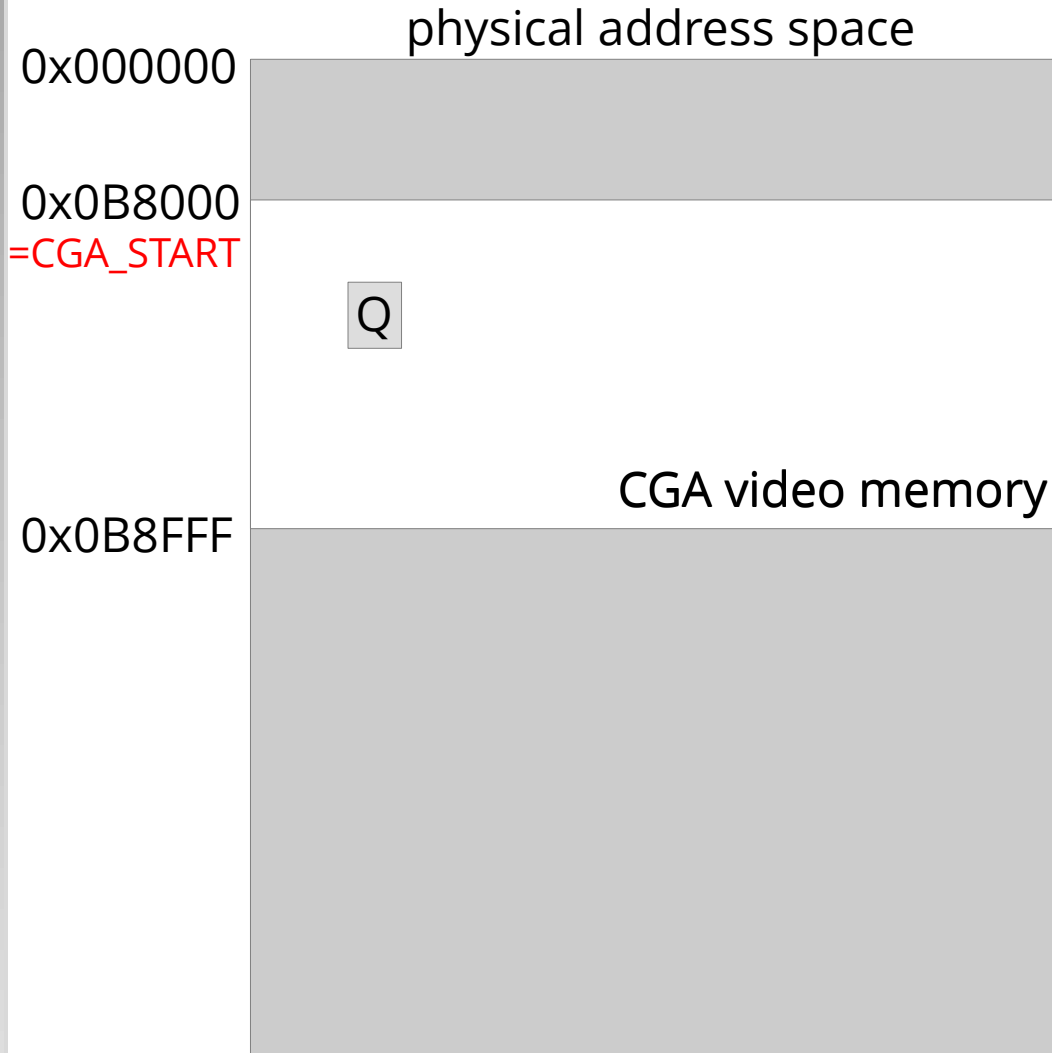 physical address space
0x000000
0x0B8000
=CGA_START
Q
CGA video memory
0x0B8FFF